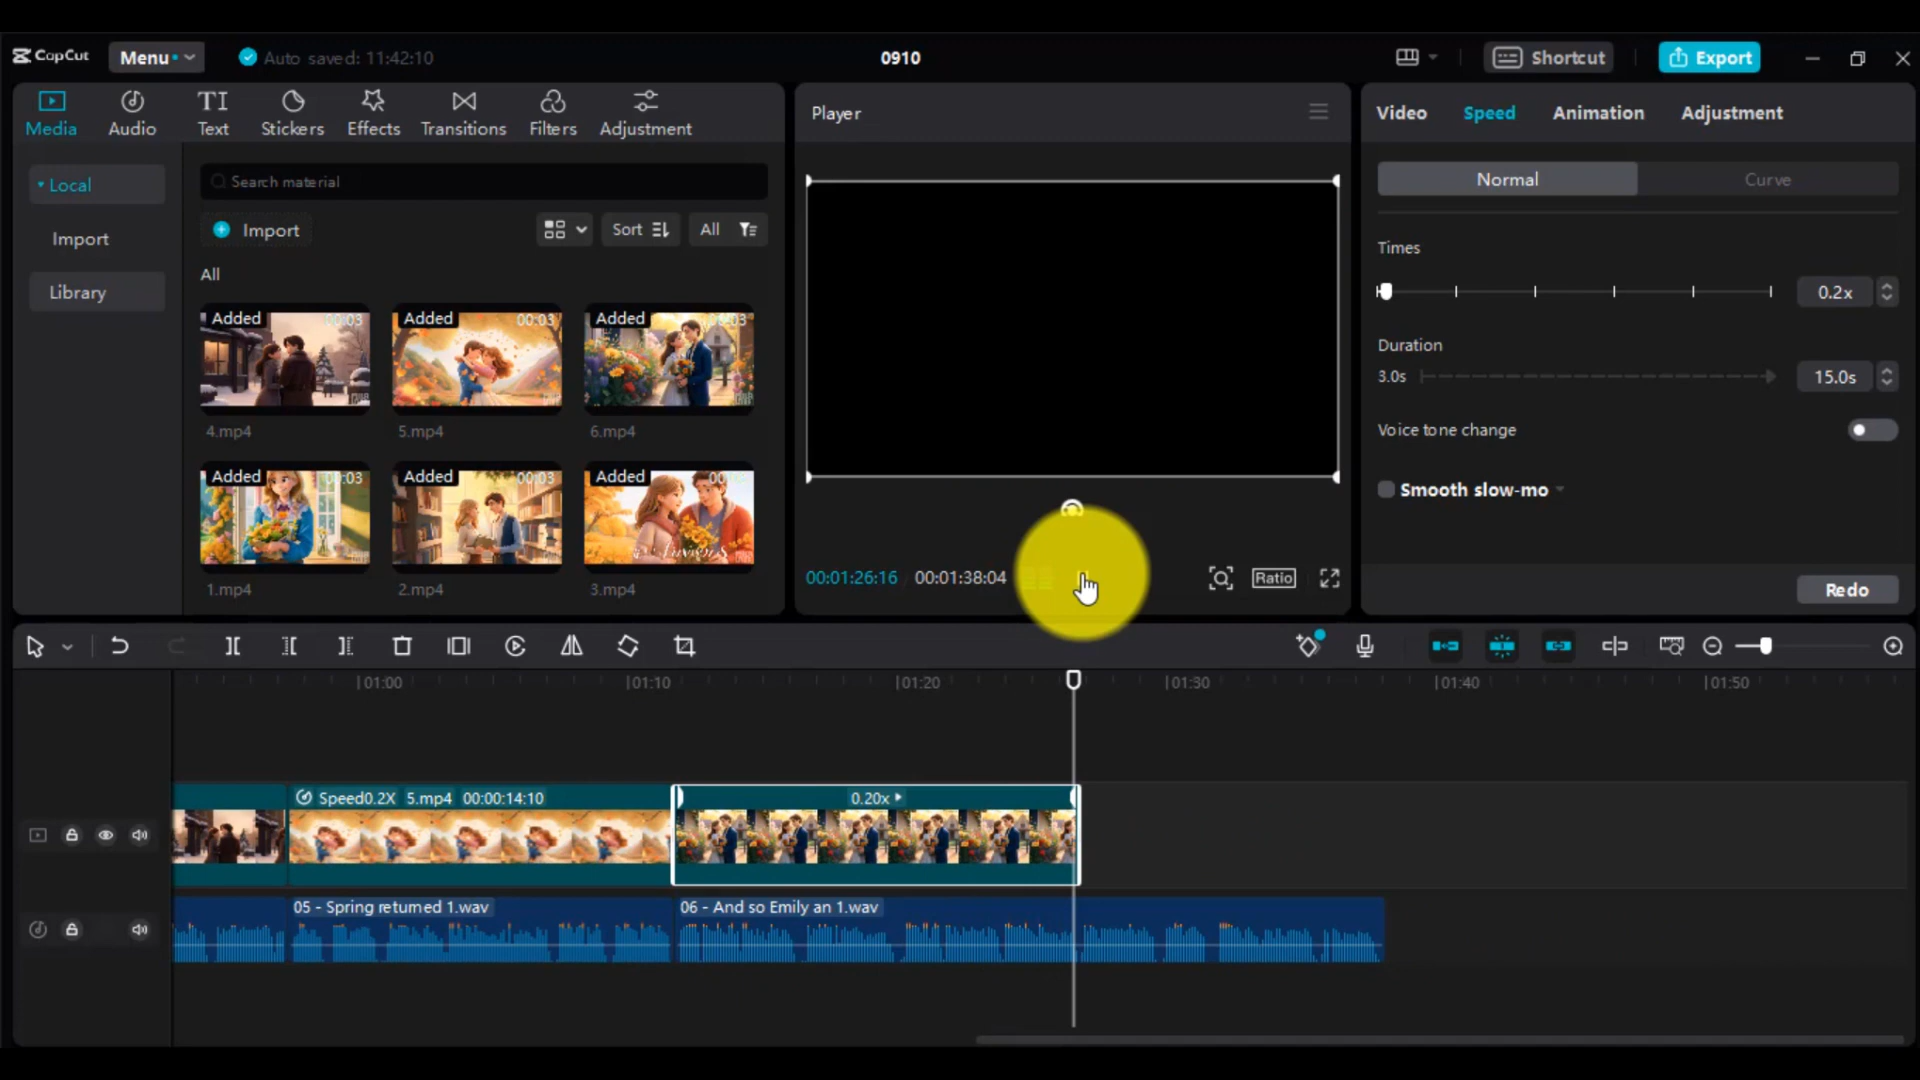 CapCut
Menu
Auto saved: 11:42:10
0910
Shortcut
Export
Media
Audio
Text
Stickers
Effects
Transitions
Filters
Adjustment
Local
Import
Library
Search material
Import
Sort
All
All
Added 00:03
Added 00:03
Added 00:03
4.mp4
5.mp4
6.mp4
Added 00:03
Added 00:03
Added
1.mp4
2.mp4
3.mp4
Player
00:01:26:16
00:01:38:04
Ratio
Video
Speed
Animation
Adjustment
Normal
Curve
Times
0.2x
Duration
3.0s
15.0s
Voice tone change
Smooth slow-mo
Redo
01:00
01:10
01:20
01:30
01:40
01:50
Speed0.2X 5.mp4 00:00:14:10
0.20x
05 - Spring returned 1.wav
06 - And so Emily an 1.wav